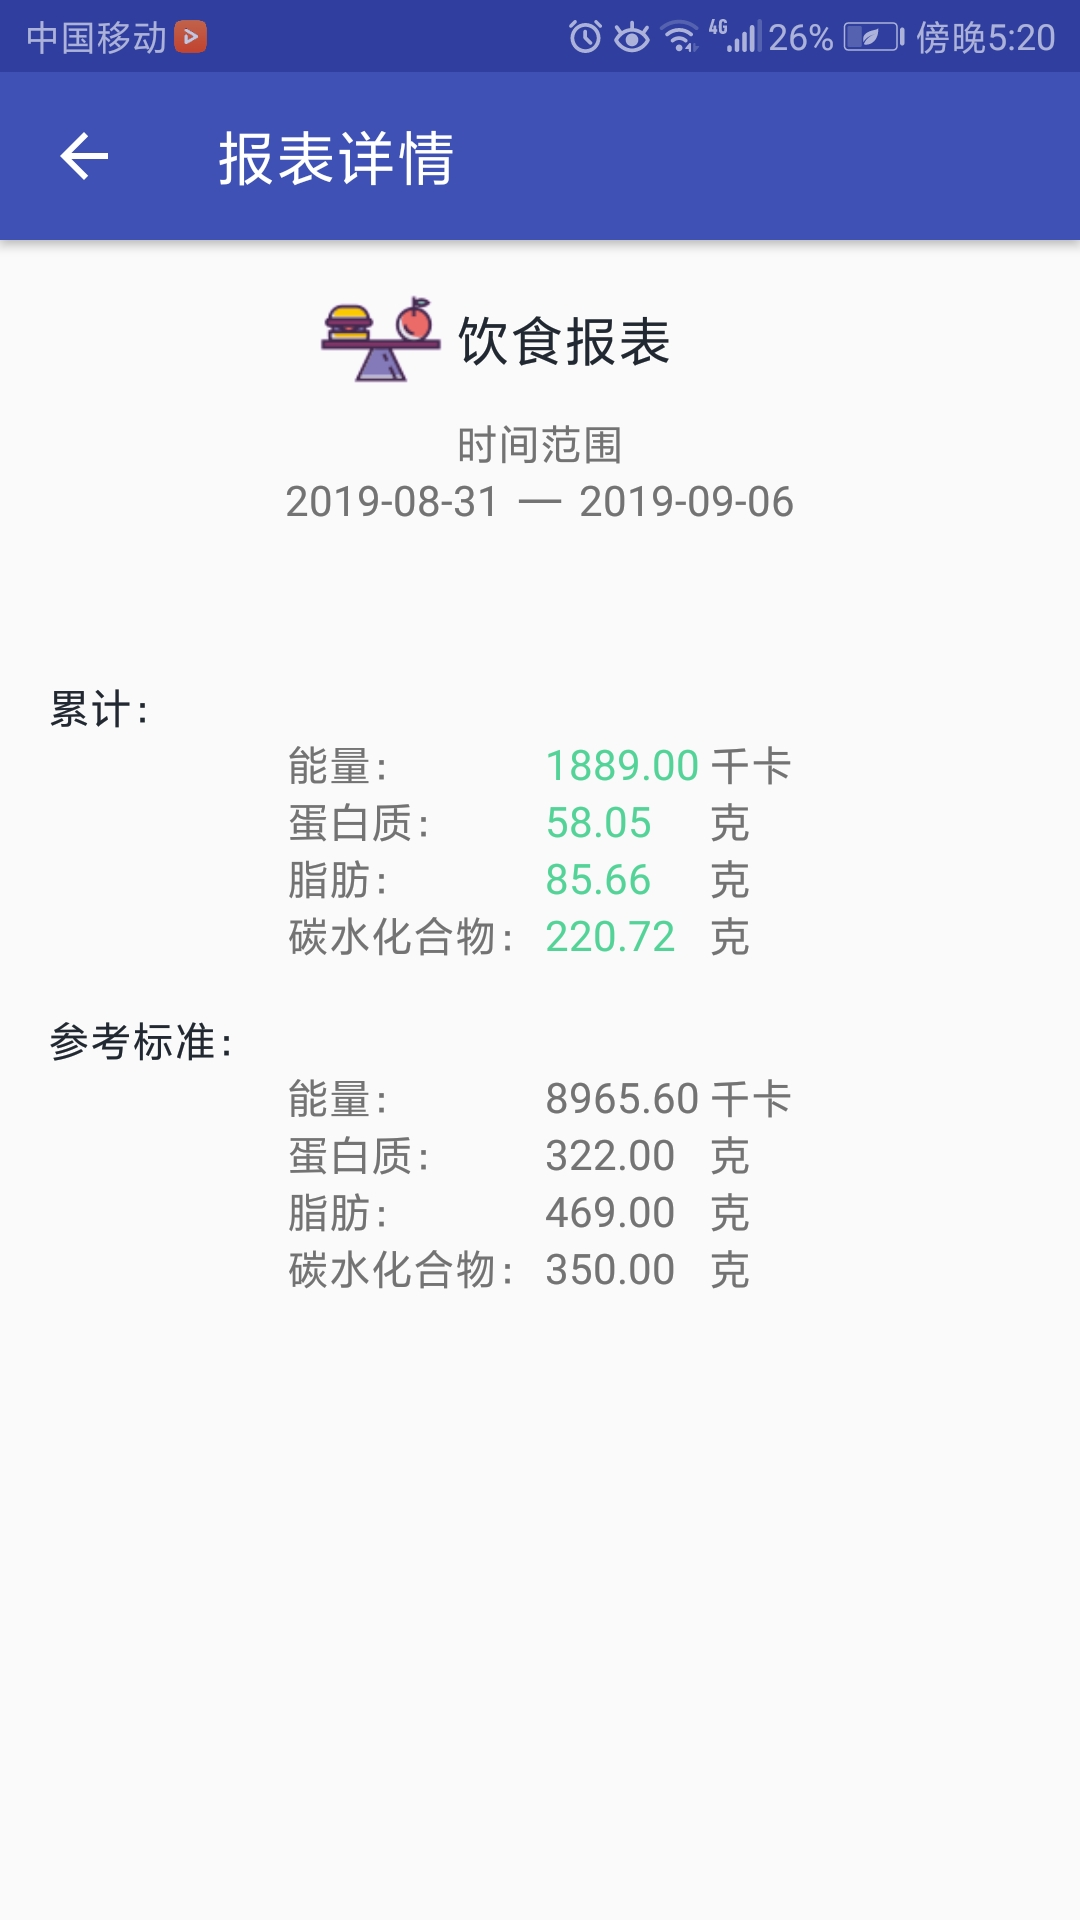 中国移动 4G 26% 傍晚5:20
报表详情
饮食报表
时间范围
2019-08-31 — 2019-09-06
累计:
能量: 1889.00 千卡
蛋白质: 58.05 克
脂肪: 85.66 克
碳水化合物: 220.72 克
参考标准:
能量: 8965.60 千卡
蛋白质: 322.00 克
脂肪: 469.00 克
碳水化合物: 350.00 克